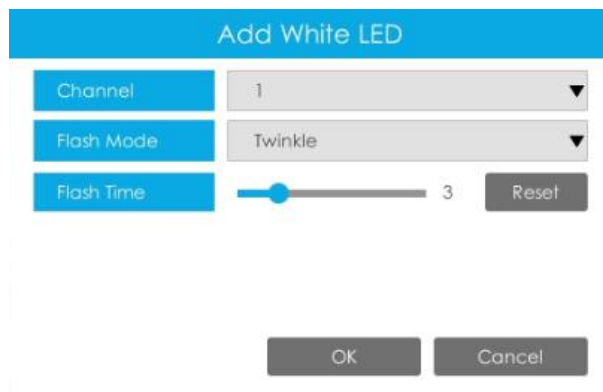 Add White LED
Channel 1
Flash Mode Twinkle
Flash Time 3 Reset
OK Cancel